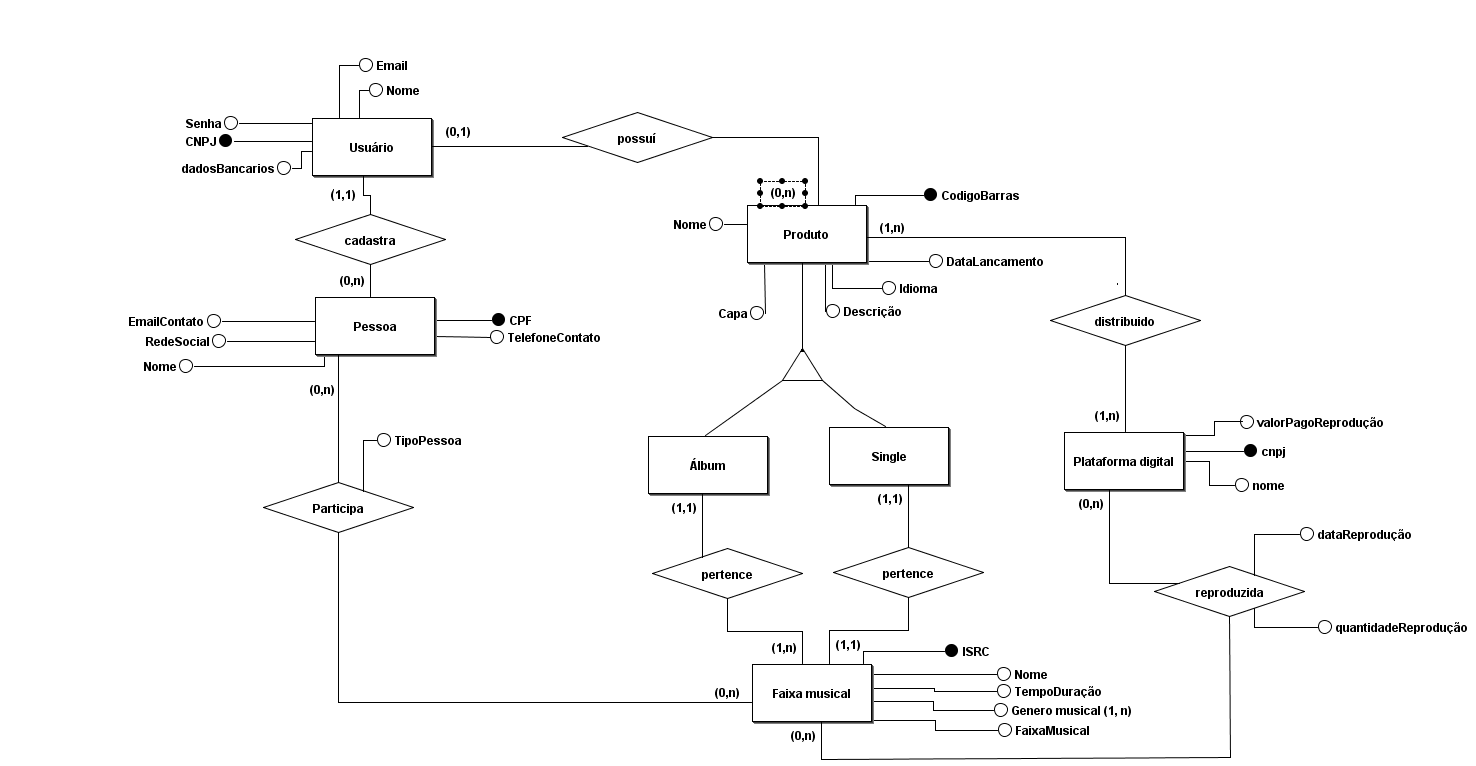 Email
Nome
Senha
CNPJ
dadosBancarios
Usuário
(0,1)
possuí
(1,1)
cadastra
(0,n)
(0,n)
Nome
Produto
CodigoBarras
(1,n)
DataLancamento
Idioma
Capa
Descrição
distribuido
EmailContato
RedeSocial
Nome
Pessoa
CPF
TelefoneContato
(0,n)
TipoPessoa
Participa
Álbum
Single
(1,1)
(1,1)
(1,n)
Plataforma digital
valorPagoReprodução
cnpj
nome
(0,n)
pertence
pertence
dataReprodução
reproduzida
quantidadeReprodução
(1,n)
(1,1)
ISRC
(0,n)
Faixa musical
Nome
TempoDuração
Genero musical (1, n)
FaixaMusical
(0,n)